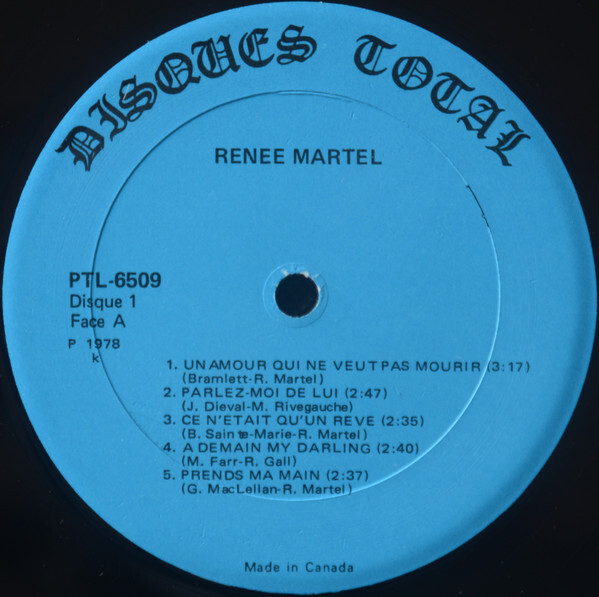 DISQUES TOTAL
RENEE MARTEL
PTL-6509
Disque 1
Face A
P 1978
k
1. UN AMOUR QUI NE VEUT PAS MOURIR (3:17)
(Bramlett-R. Martel)
2. PARLEZ-MOI DE LUI (2:47)
(J. Dieval-M. Rivegauche)
3. CE N'ETAIT QU'UN REVE (2:35)
(B. Sainte-Marie-R. Martel)
4. A DEMAIN MY DARLING (2:40)
(M. Farr-R. Gall)
5. PRENDS MA MAIN (2:37)
(G. MacLellan-R. Martel)
Made in Canada